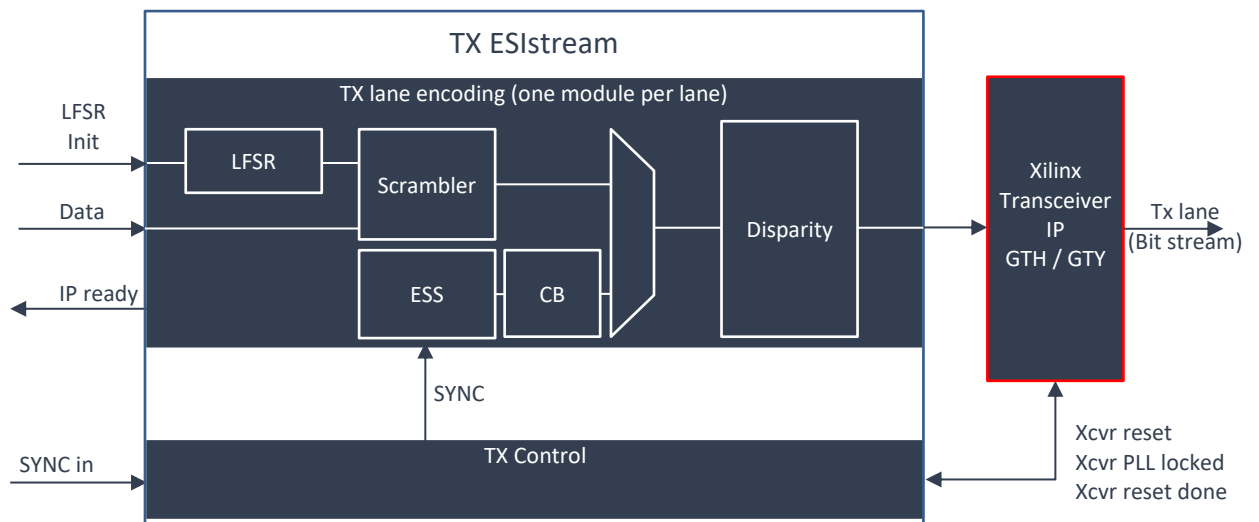 TX ESIstream
TX lane encoding (one module per lane)
LFSR
Init
LFSR
Scrambler
Data
Disparity
Xilinx
Transceiver
IP
GTH / GTY
Tx lane
(Bit stream)
IP ready
ESS
CB
SYNC
SYNC in
TX Control
Xcvr reset
Xcvr PLL locked
Xcvr reset done